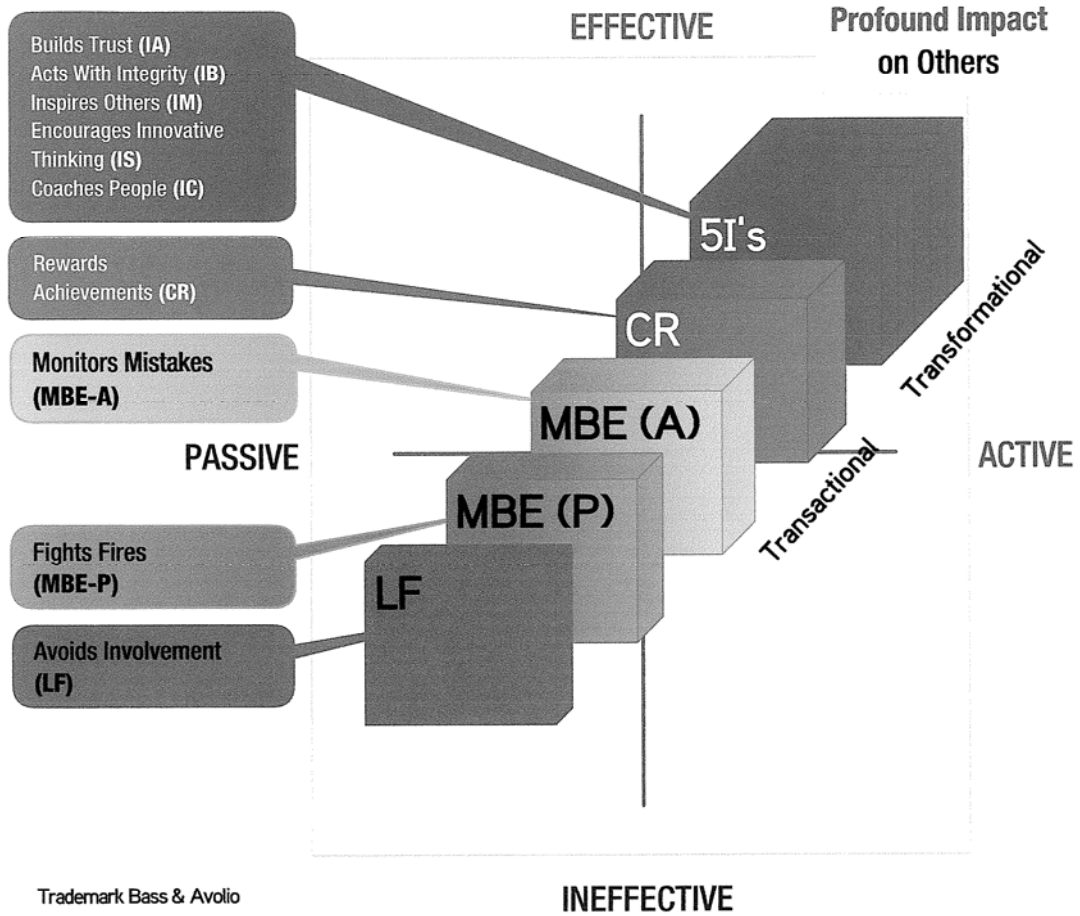 EFFECTIVE
Profound Impact
on Others
Builds Trust (IA)
Acts With Integrity (IB)
Inspires Others (IM)
Encourages Innovative
Thinking (IS)
Coaches People (IC)
5I's
Rewards
Achievements (CR)
CR
Transformational
Monitors Mistakes
(MBE-A)
MBE (A)
PASSIVE
ACTIVE
Transactional
MBE (P)
Fights Fires
(MBE-P)
LF
Avoids Involvement
(LF)
Trademark Bass & Avolio
INEFFECTIVE